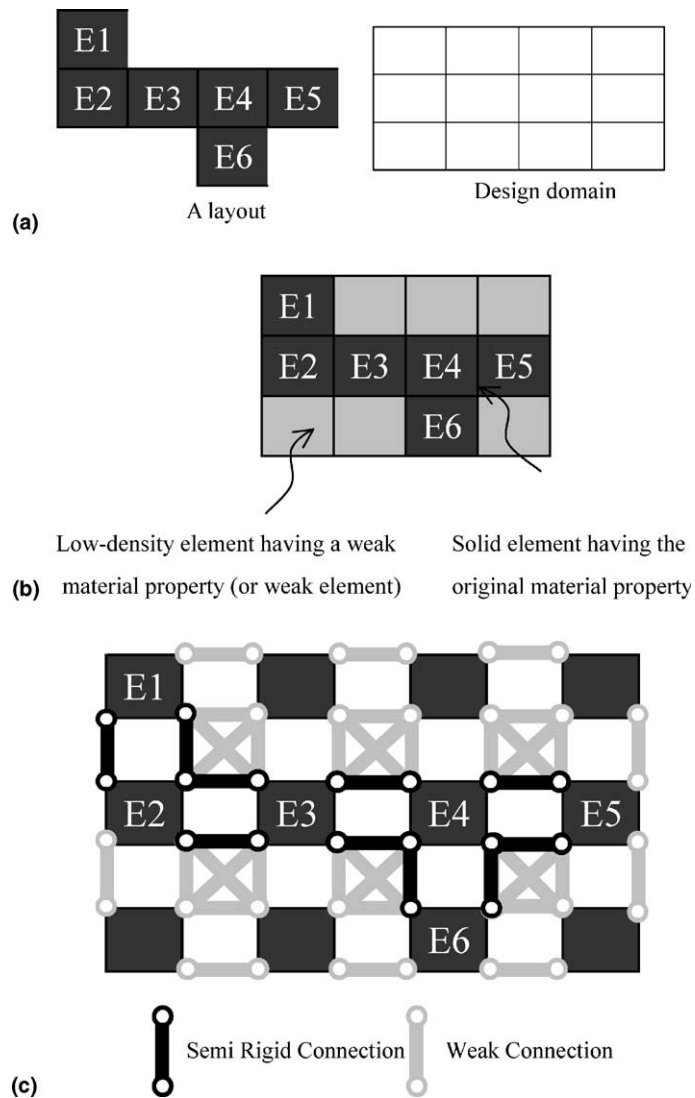 E1
E2 E3 E4 E5
E6
A layout
Design domain
(a)
E1
E2 E3 E4 E5
E6
Low-density element having a weak
material property (or weak element)
Solid element having the
original material property
(b)
E1
E2 E3 E4 E5
E6
Semi Rigid Connection
Weak Connection
(c)